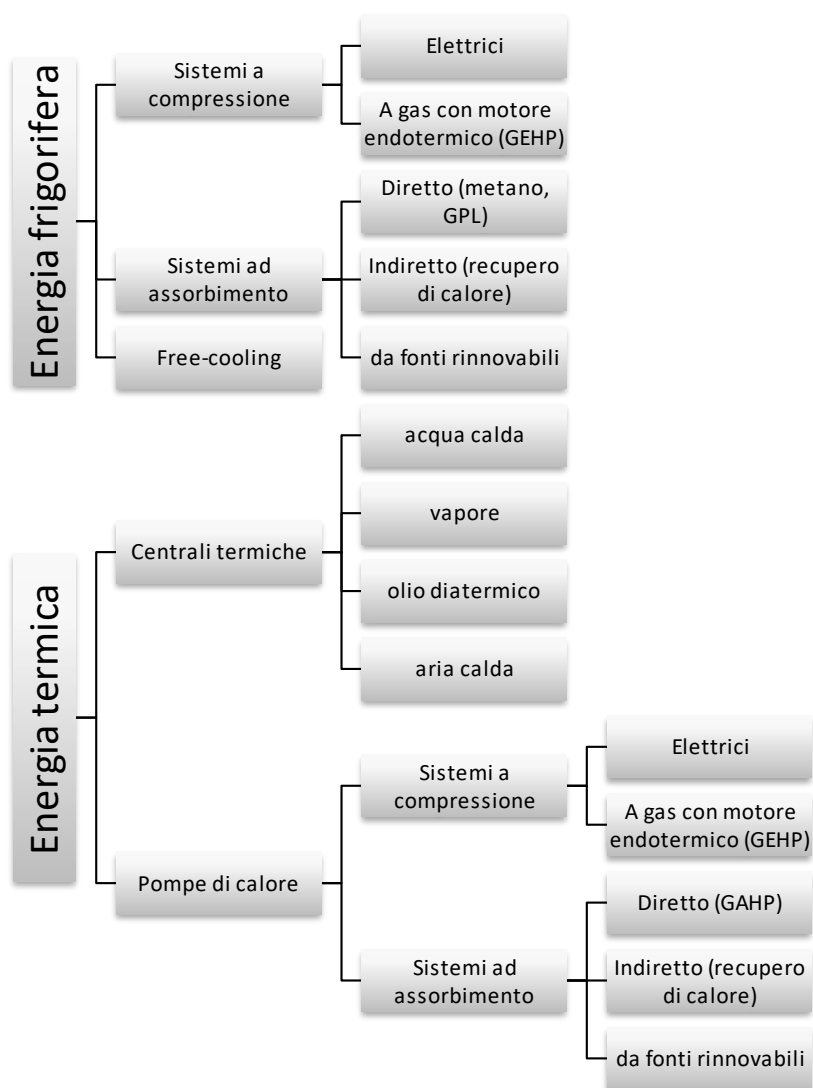 Energia frigorifera
Sistemi a
compressione
Elettrici
A gas con motore
endotermico (GEHP)
Sistemi ad
assorbimento
Diretto (metano,
GPL)
Indiretto (recupero
di calore)
da fonti rinnovabili
Free-cooling
Energia termica
Centrali termiche
acqua calda
vapore
olio diatermico
aria calda
Pompe di calore
Sistemi a
compressione
Elettrici
A gas con motore
endotermico (GEHP)
Sistemi ad
assorbimento
Diretto (GAHP)
Indiretto (recupero
di calore)
da fonti rinnovabili